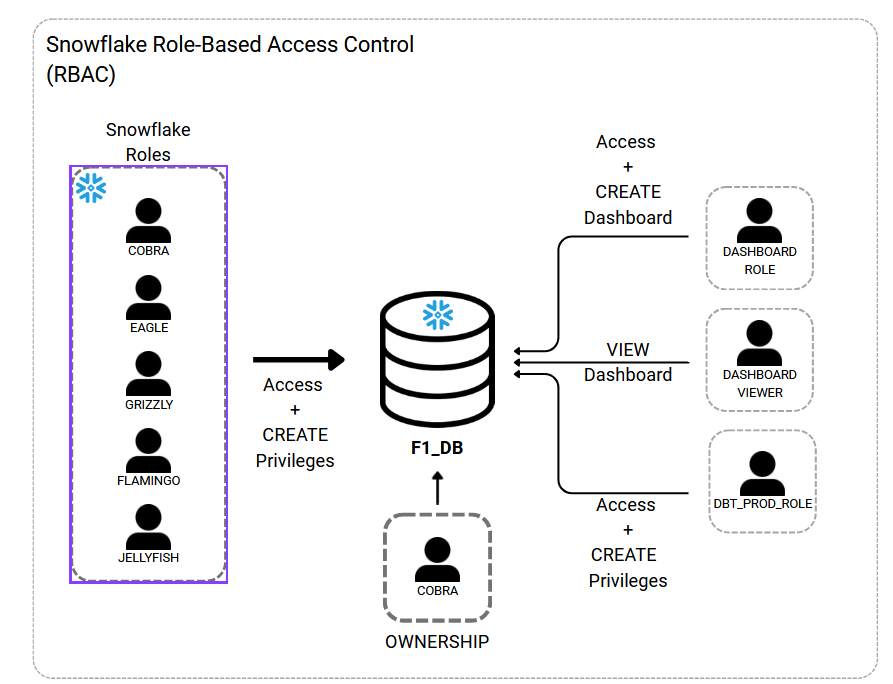 Snowflake Role-Based Access Control
(RBAC)
Snowflake
Roles
COBRA
EAGLE
GRIZZLY
FLAMINGO
JELLYFISH
Access
+
CREATE
Privileges
F1_DB
COBRA
OWNERSHIP
Access
+
CREATE
Dashboard
VIEW
Dashboard
Access
+
CREATE
Privileges
DASHBOARD
ROLE
DASHBOARD
VIEWER
DBT_PROD_ROLE